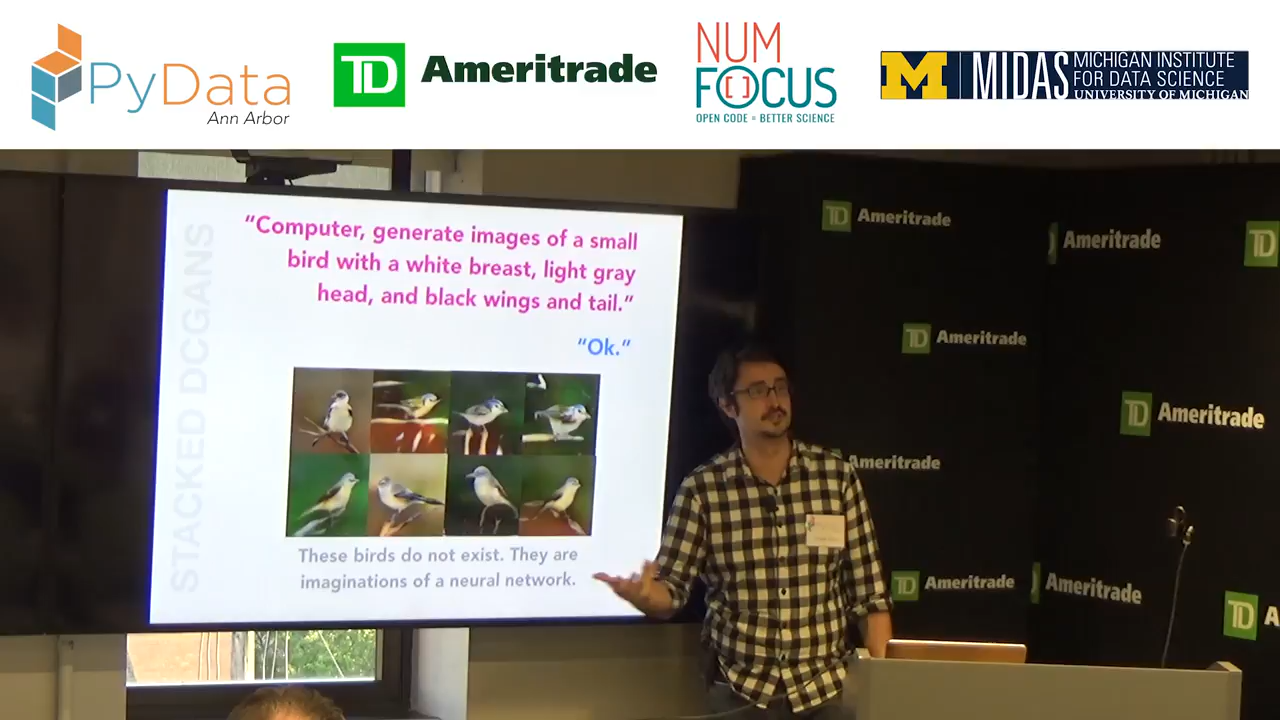 PyData
Ann Arbor
TD Ameritrade
NUM
FOCUS
OPEN CODE = BETTER SCIENCE
M MIDAS
MICHIGAN INSTITUTE
FOR DATA SCIENCE
UNIVERSITY OF MICHIGAN
STACKED DCGANS
“Computer, generate images of a small
bird with a white breast, light gray
head, and black wings and tail.”
“Ok.”
These birds do not exist. They are
imaginations of a neural network.
TD Ameritrade
Ameritrade
TD
TD Ameritrade
TD Ameritrade
Ameritrade
TD Ameritrade
Ameritrade
TD A